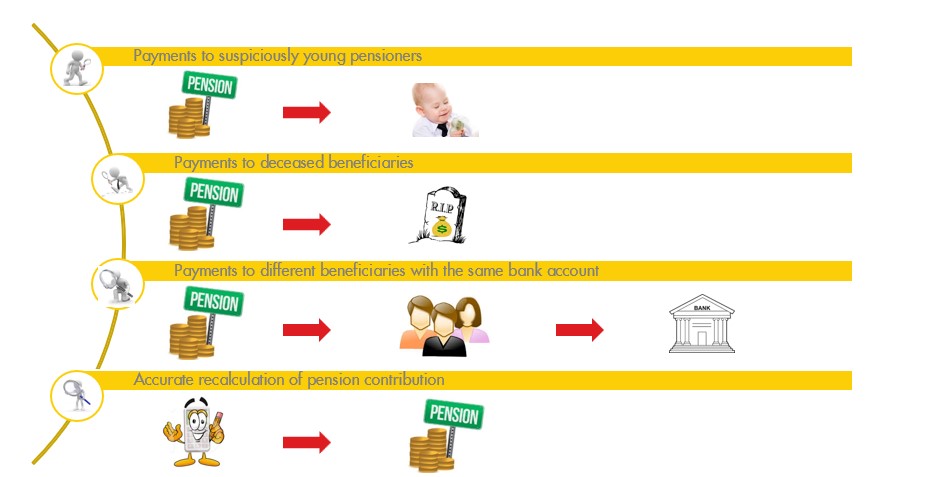 Payments to suspiciously young pensioners
PENSION
Payments to deceased beneficiaries
PENSION
R.I.P
$
Payments to different beneficiaries with the same bank account
PENSION
BANK
Accurate recalculation of pension contribution
PENSION